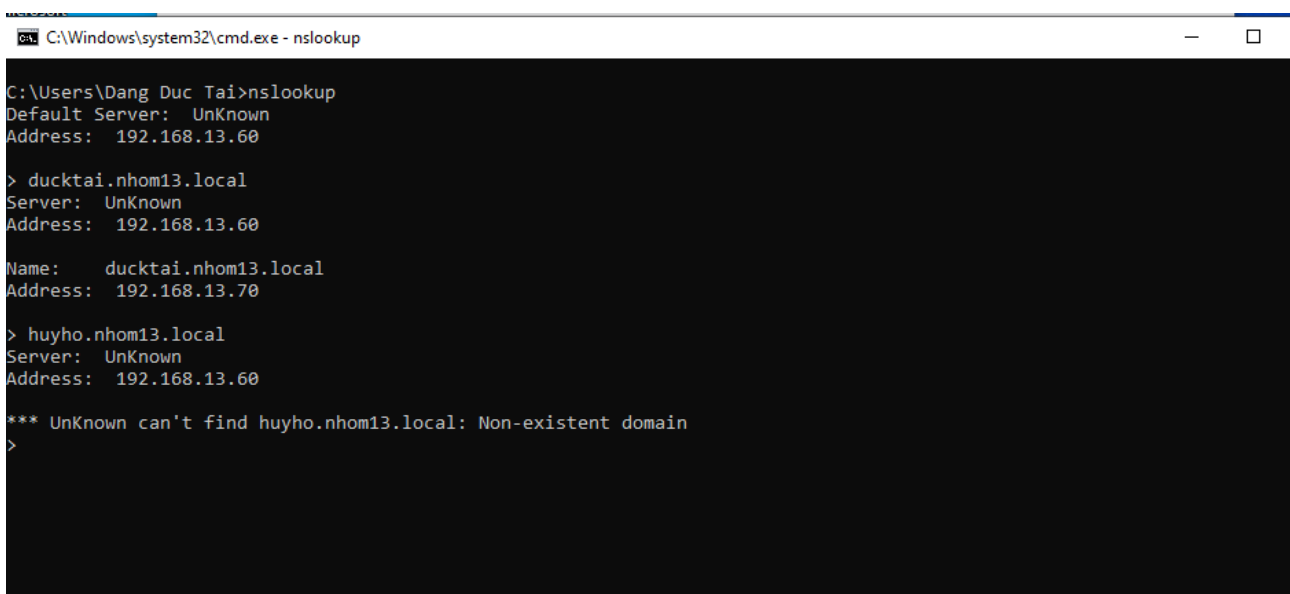 C:\Windows\system32\cmd.exe - nslookup
C:\Users\Dang Duc Tai>nslookup
Default Server:  UnKnown
Address:  192.168.13.60
> ducktai.nhom13.local
Server:  UnKnown
Address:  192.168.13.60
Name:    ducktai.nhom13.local
Address:  192.168.13.70
> huyho.nhom13.local
Server:  UnKnown
Address:  192.168.13.60
*** UnKnown can't find huyho.nhom13.local: Non-existent domain
>